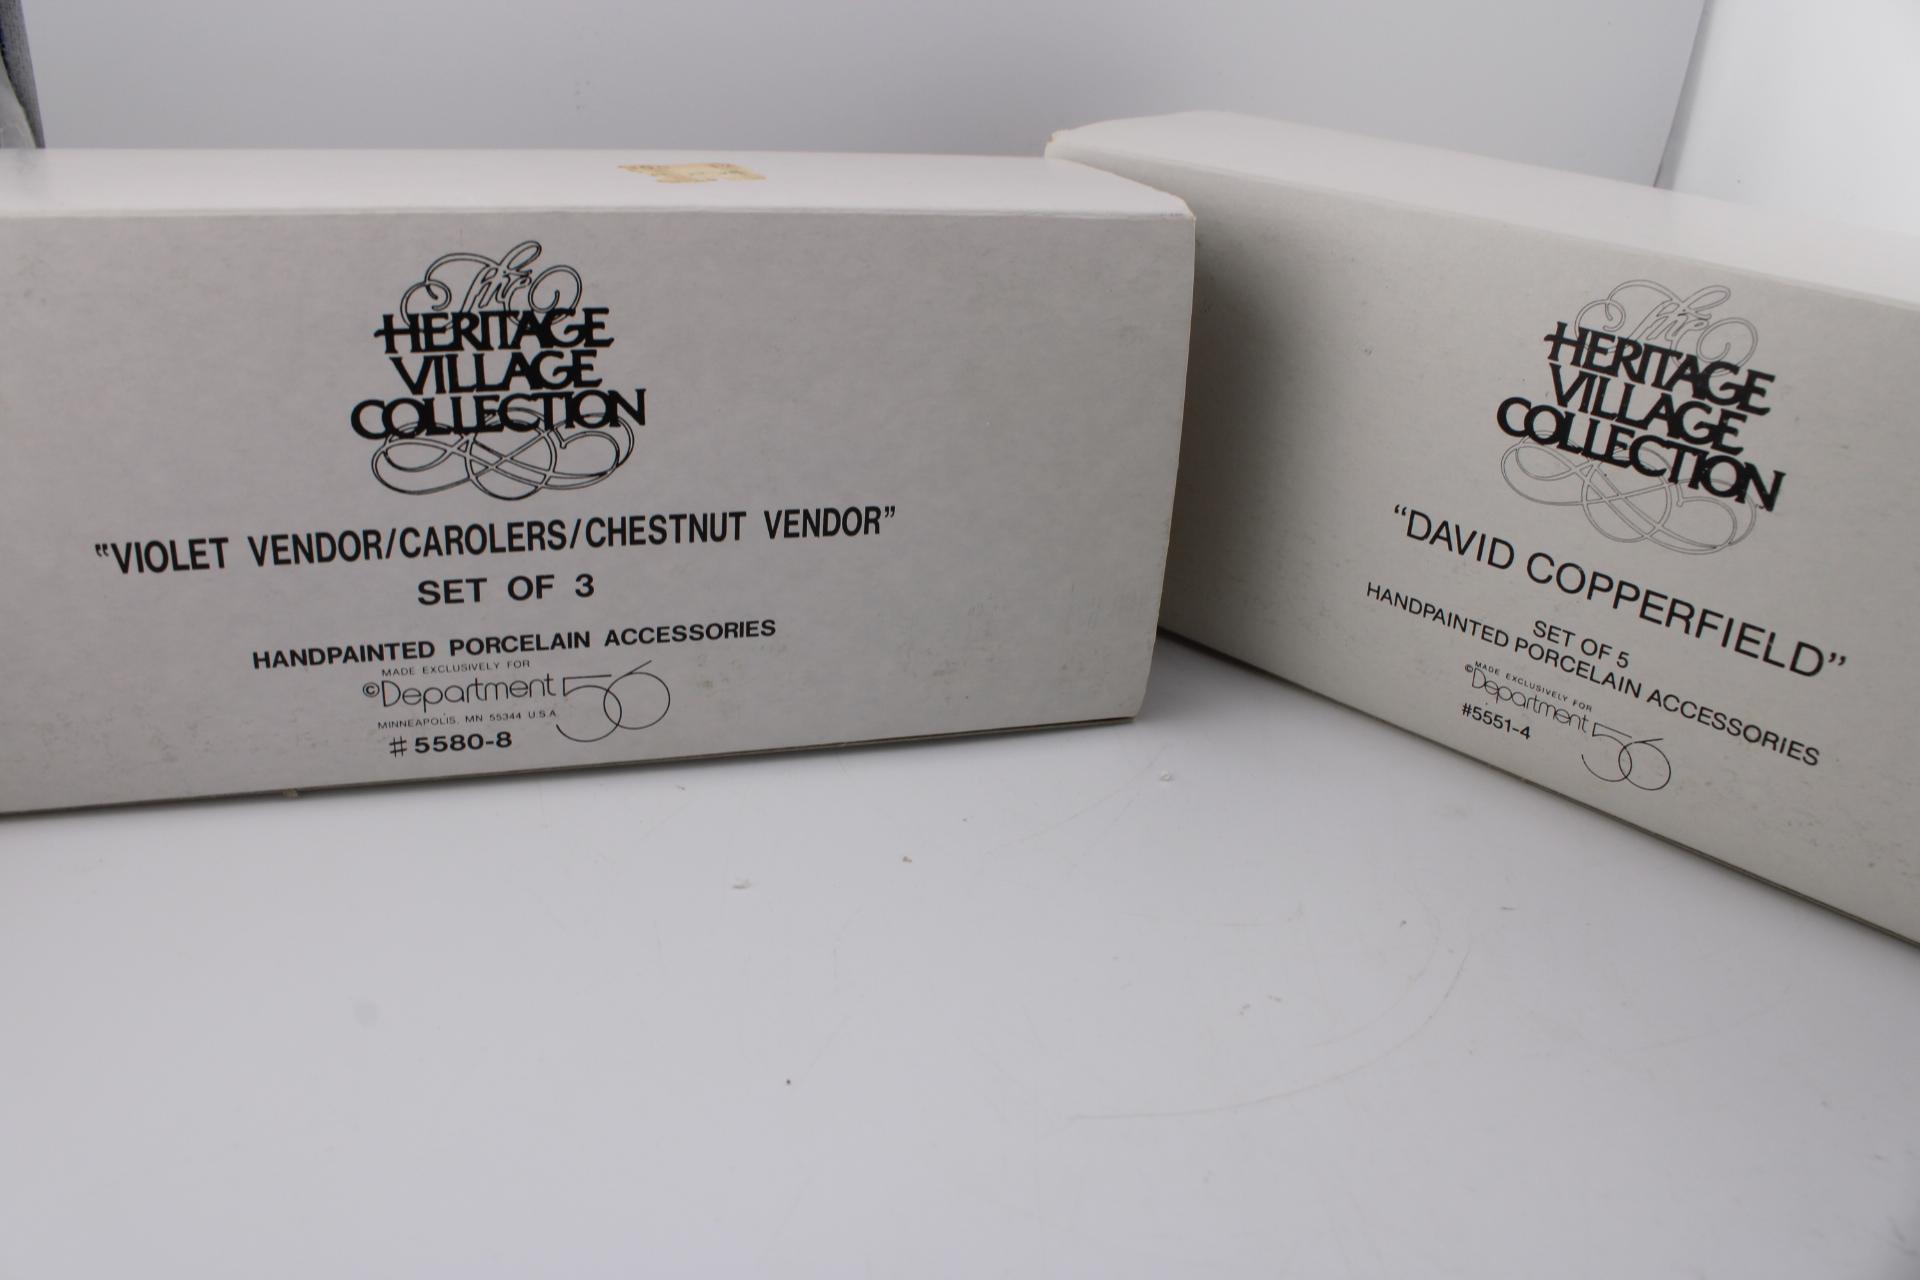 The
HERITAGE
VILLAGE
COLLECTION
"VIOLET VENDOR/CAROLERS/CHESTNUT VENDOR"
SET OF 3
HANDPAINTED PORCELAIN ACCESSORIES
MADE EXCLUSIVELY FOR
©Department 56
MINNEAPOLIS, MN 55344 U.S.A.
#5580-8
The
HERITAGE
VILLAGE
COLLECTION
"DAVID COPPERFIELD"
SET OF 5
HANDPAINTED PORCELAIN ACCESSORIES
MADE EXCLUSIVELY FOR
©Department 56
#5551-4